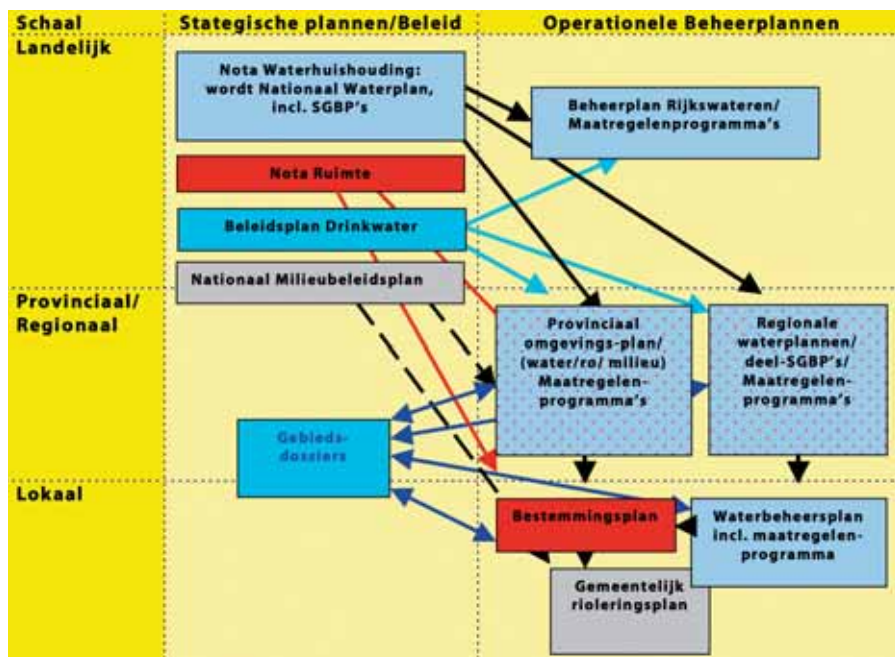 Schaal
Stategische plannen/Beleid
Operationele Beheerplannen
Landelijk
Nota Waterhuishouding:
wordt Nationaal Waterplan,
incl. SGBP's
Beheerplan Rijkswateren/
Maatregelenprogramma's
Nota Ruimte
Beleidsplan Drinkwater
Nationaal Milieubeleidsplan
Provinciaal/
Regionaal
Provinciaal
omgevings-plan/
(water/ro/ milieu)
Maatregelen-
programma's
Regionale
waterplannen/
deel-SGBP's/
Maatregelen-
programma's
Gebieds-
dossiers
Lokaal
Bestemmingsplan
Waterbeheersplan
incl. maatregelen-
programma
Gemeentelijk
rioleringsplan